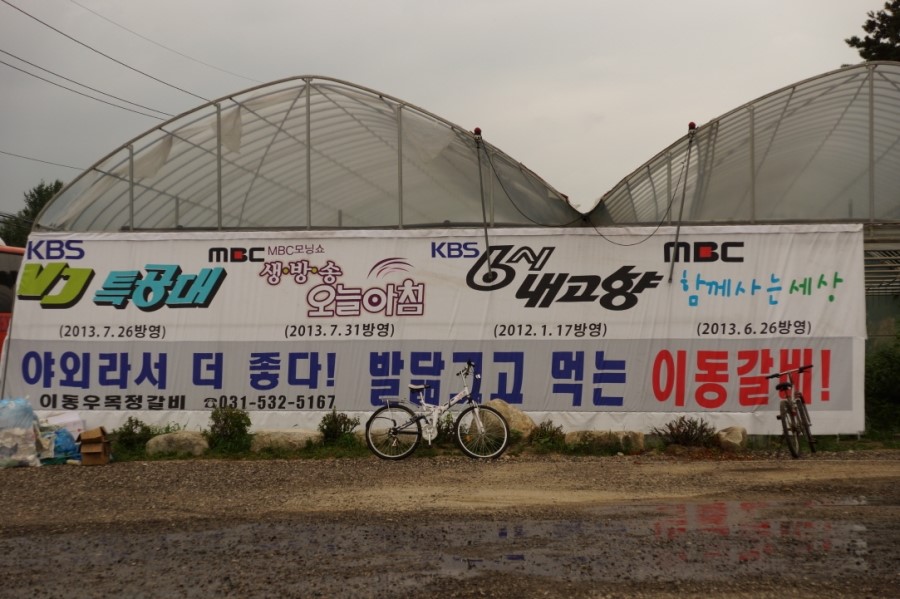 KBS
VJ 특공대
(2013.7.26방영)
MBC MBC모닝쇼
생·방·송
오늘아침
(2013.7.31방영)
KBS 6시
내고향
(2012.1.17방영)
MBC
함께사는세상
(2013.6.26방영)
야외라서 더 좋다! 발담그고 먹는 이동갈비!
이동우목정갈비 ☎031-532-5167